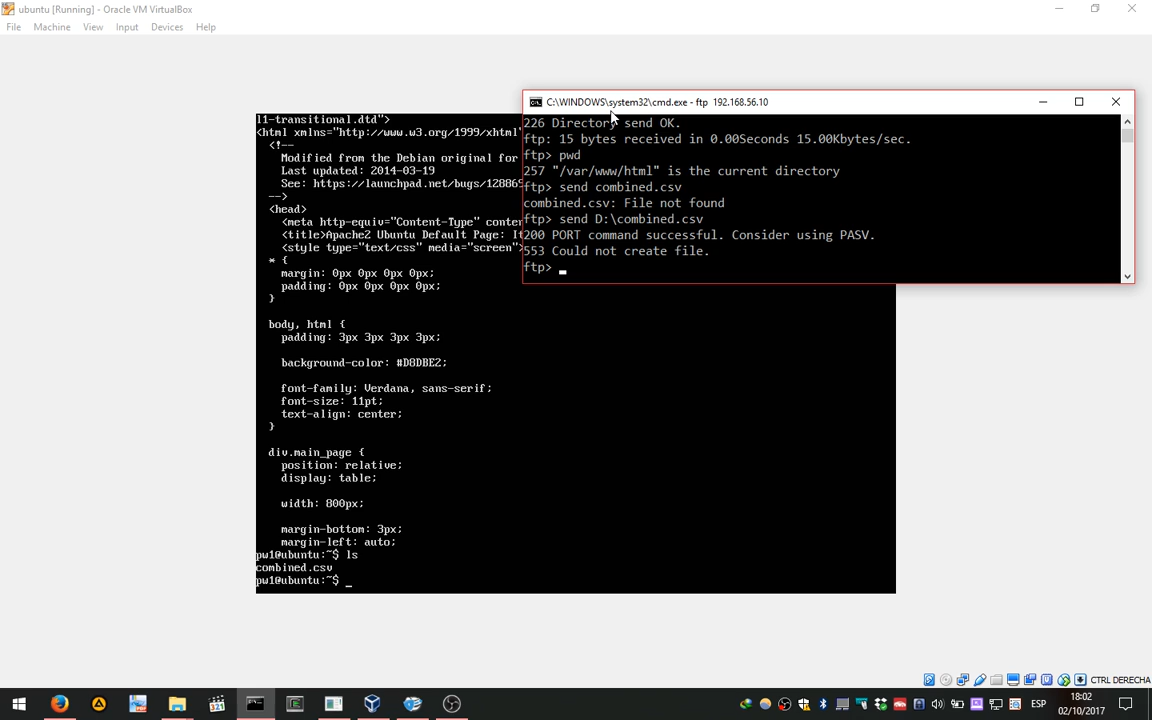 ubuntu [Running] - Oracle VM VirtualBox
File Machine View Input Devices Help
C:\WINDOWS\system32\cmd.exe - ftp 192.168.56.10
226 Directory send OK.
ftp: 15 bytes received in 0.00Seconds 15.00Kbytes/sec.
ftp> pwd
257 "/var/www/html" is the current directory
ftp> send combined.csv
combined.csv: File not found
ftp> send D:\combined.csv
200 PORT command successful. Consider using PASV.
553 Could not create file.
ftp>
l1-transitional.dtd">
<html xmlns="http://www.w3.org/1999/xhtml"
<!--
Modified from the Debian original for
Last updated: 2014-03-19
See: https://launchpad.net/bugs/128869
-->
<head>
<meta http-equiv="Content-Type" conten
<title>Apache2 Ubuntu Default Page: It
<style type="text/css" media="screen">
* {
margin: 0px 0px 0px 0px;
padding: 0px 0px 0px 0px;
}
body, html {
padding: 3px 3px 3px 3px;
background-color: #D8DBE2;
font-family: Verdana, sans-serif;
font-size: 11pt;
text-align: center;
}
div.main_page {
position: relative;
display: table;
width: 800px;
margin-bottom: 3px;
margin-left: auto;
pw1@ubuntu:~$ ls
combined.csv
pw1@ubuntu:~$ _
CTRL DERECHA
ESP
18:02
02/10/2017